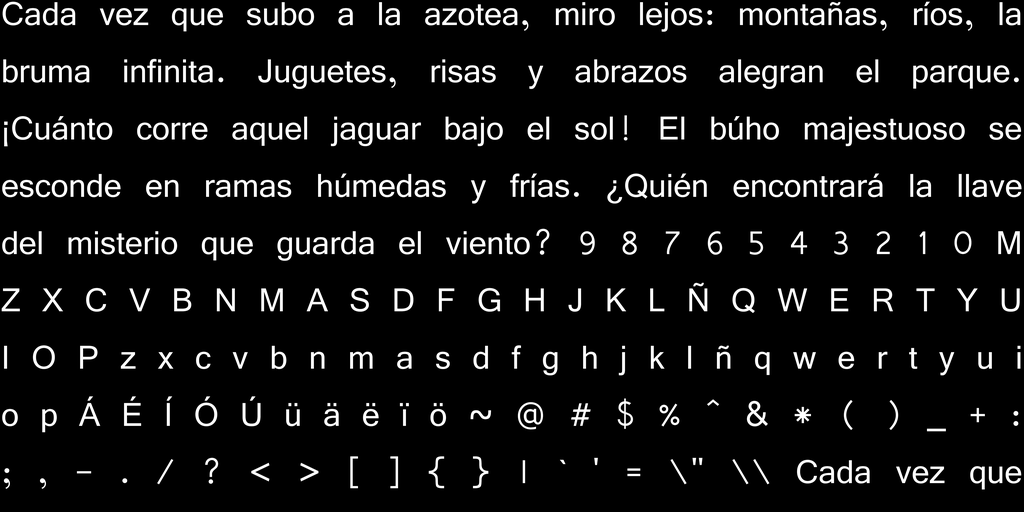 Cada vez que subo a la azotea, miro lejos: montañas, ríos, la
bruma infinita. Juguetes, risas y abrazos alegran el parque.
¡Cuánto corre aquel jaguar bajo el sol! El búho majestuoso se
esconde en ramas húmedas y frías. ¿Quién encontrará la llave
del misterio que guarda el viento? 9 8 7 6 5 4 3 2 1 0 M
Z X C V B N M A S D F G H J K L Ñ Q W E R T Y U
I O P z x c v b n m a s d f g h j k l ñ q w e r t y u i
o p Á É Í Ó Ú ü ä ë ï ö ~ @ # $ % ^ & * ( ) _ + :
; , - . / ? < > [ ] { } | ` ' = \" \\ Cada vez que